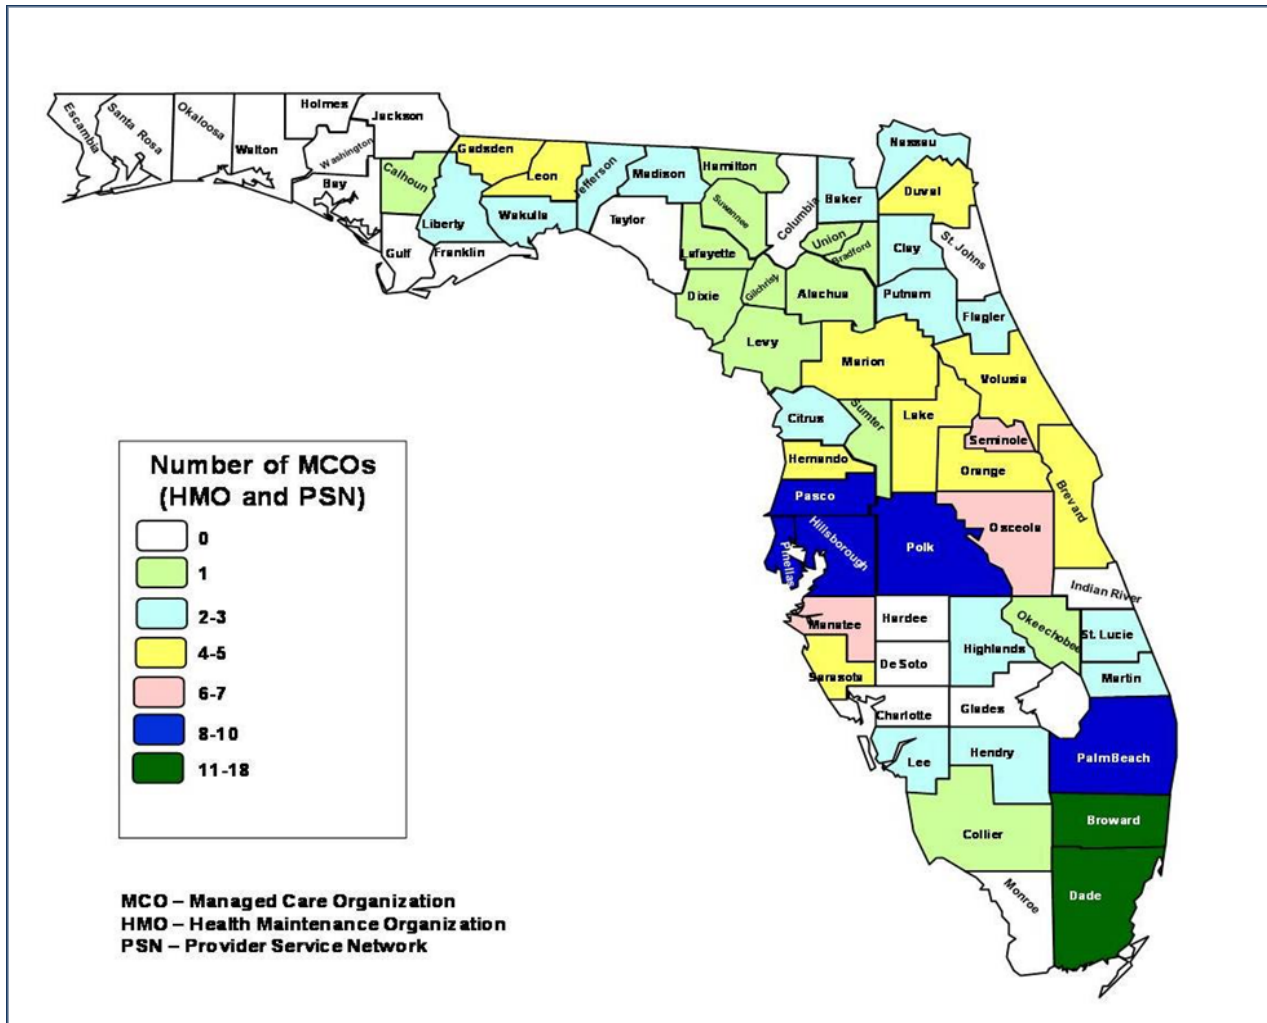 Escambia
Santa Rosa
Okaloosa
Walton
Holmes
Washington
Jackson
Bay
Calhoun
Gulf
Gadsden
Liberty
Franklin
Leon
Wakulla
Jefferson
Madison
Taylor
Hamilton
Suwannee
Lafayette
Dixie
Columbia
Gilchrist
Levy
Baker
Union
Bradford
Alachua
Nassau
Duval
Clay
St. Johns
Putnam
Flagler
Marion
Volusia
Citrus
Sumter
Lake
Seminole
Hernando
Orange
Brevard
Pasco
Pinellas
Hillsborough
Polk
Osceola
Indian River
Manatee
Hardee
Highlands
Okeechobee
St. Lucie
Sarasota
De Soto
Martin
Charlotte
Glades
Lee
Hendry
PalmBeach
Collier
Broward
Monroe
Dade
Number of MCOs
(HMO and PSN)
0
1
2-3
4-5
6-7
8-10
11-18
MCO – Managed Care Organization
HMO – Health Maintenance Organization
PSN – Provider Service Network